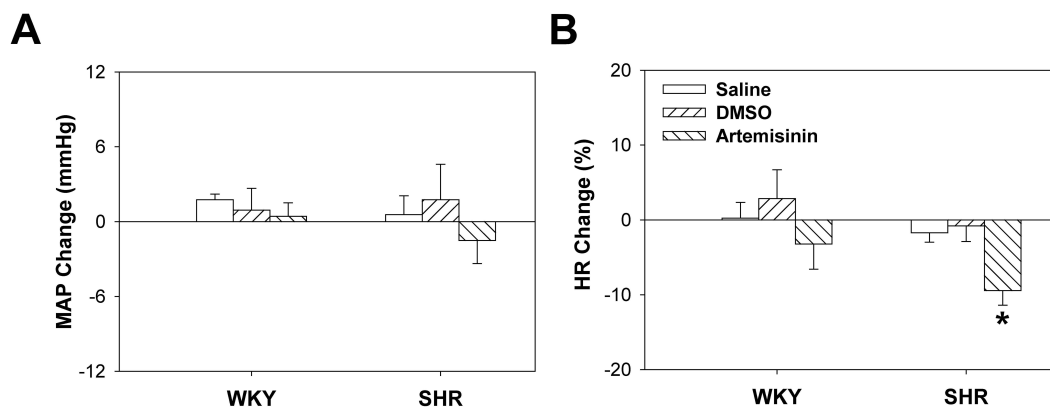 A
MAP Change (mmHg)
12
6
0
-6
-12
WKY
SHR
B
HR Change (%)
20
10
0
-10
-20
Saline
DMSO
Artemisinin
*
WKY
SHR